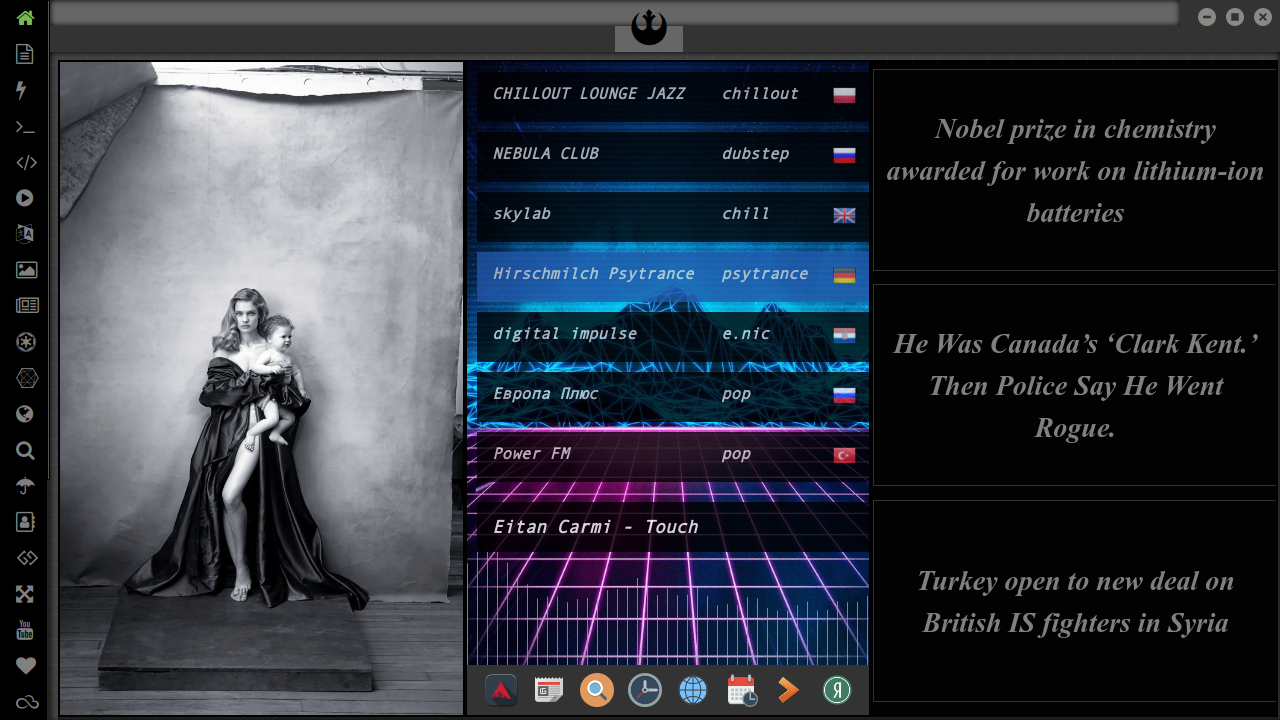 CHILLOUT LOUNGE JAZZ chillout
NEBULA CLUB dubstep
skylab chill
Hirschmilch Psytrance psytrance
digital impulse e.nic
Европа Плюс pop
Power FM pop
Eitan Carmi - Touch
Nobel prize in chemistry
awarded for work on lithium-ion
batteries
He Was Canada’s ‘Clark Kent.’
Then Police Say He Went
Rogue.
Turkey open to new deal on
British IS fighters in Syria
You
Tube
Я